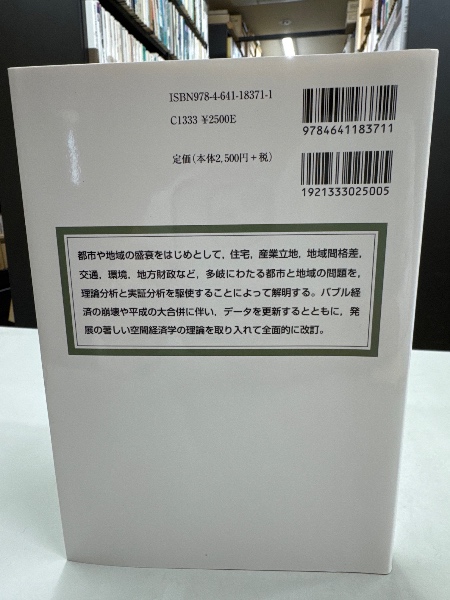 ISBN978-4-641-18371-1
C1333 ¥2500E
定価(本体2,500円+税)
9784641183711
1921333025005
都市や地域の盛衰をはじめとして,住宅,産業立地,地域間格差,
交通,環境,地方財政など,多岐にわたる都市と地域の問題を,
理論分析と実証分析を駆使することによって解明する。バブル経
済の崩壊や平成の大合併に伴い,データを更新するとともに,発
展の著しい空間経済学の理論を取り入れて全面的に改訂。